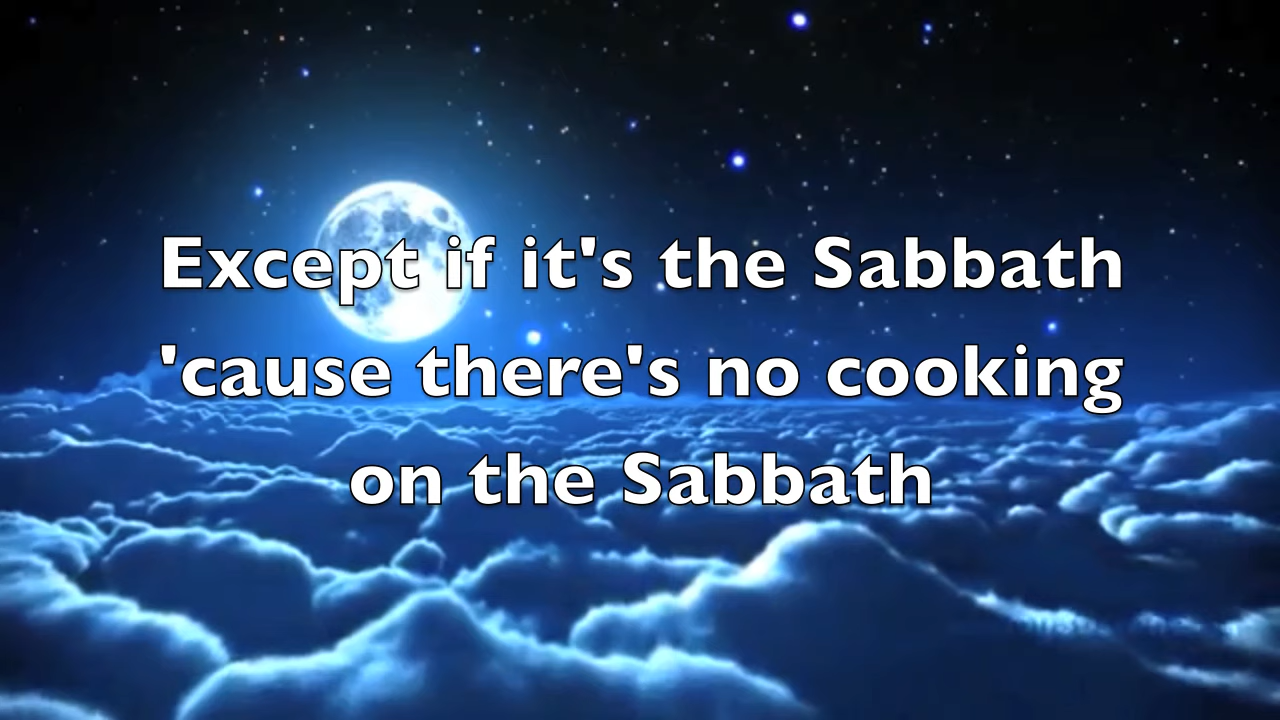 Except if it's the Sabbath
'cause there's no cooking
on the Sabbath